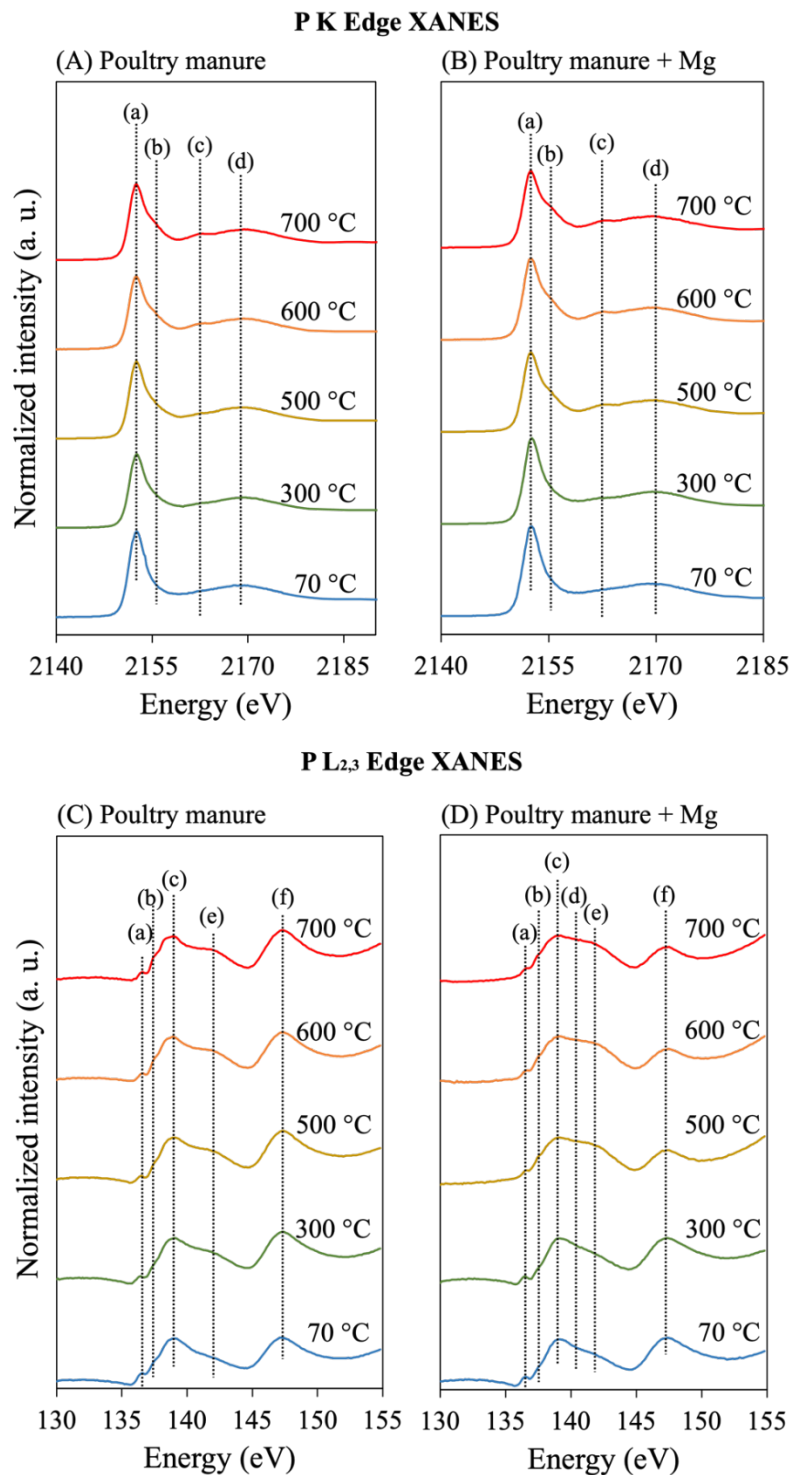 P K Edge XANES
(A) Poultry manure
(a)
(b)
(c)
(d)
700 °C
600 °C
500 °C
300 °C
70 °C
2140 2155 2170 2185
Energy (eV)
Normalized intensity (a. u.)
(B) Poultry manure + Mg
(a)
(b)
(c)
(d)
700 °C
600 °C
500 °C
300 °C
70 °C
2140 2155 2170 2185
Energy (eV)
P L2,3 Edge XANES
(C) Poultry manure
(a)
(b)
(c)
(e)
(f)
700 °C
600 °C
500 °C
300 °C
70 °C
130 135 140 145 150 155
Energy (eV)
Normalized intensity (a. u.)
(D) Poultry manure + Mg
(a)
(b)
(c)
(d)
(e)
(f)
700 °C
600 °C
500 °C
300 °C
70 °C
130 135 140 145 150 155
Energy (eV)